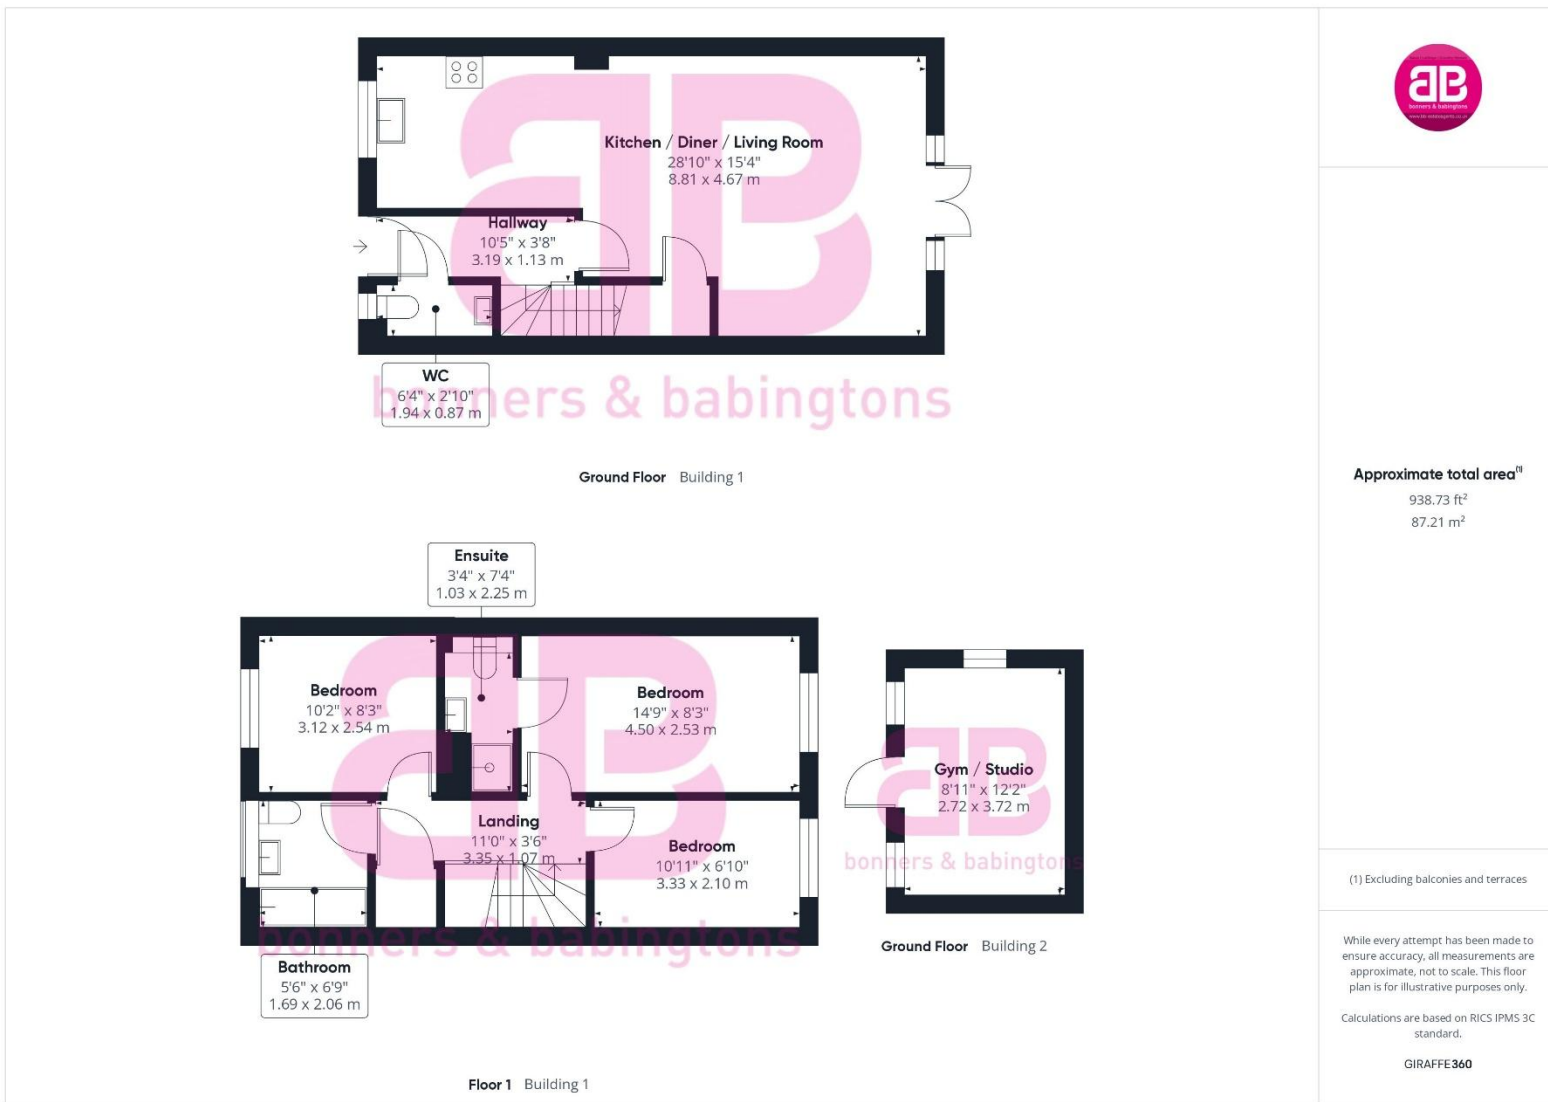 Kitchen / Diner / Living Room
28'10" x 15'4"
8.81 x 4.67 m
Hallway
10'5" x 3'8"
3.19 x 1.13 m
WC
6'4" x 2'10"
1.94 x 0.87 m
bonners & babingtons
Ground Floor Building 1
Ensuite
3'4" x 7'4"
1.03 x 2.25 m
Bedroom
10'2" x 8'3"
3.12 x 2.54 m
Bedroom
14'9" x 8'3"
4.50 x 2.53 m
Landing
11'0" x 3'6"
3.35 x 1.07 m
Bedroom
10'11" x 6'10"
3.33 x 2.10 m
bonners & babingtons
Bathroom
5'6" x 6'9"
1.69 x 2.06 m
Floor 1 Building 1
Gym / Studio
8'11" x 12'2"
2.72 x 3.72 m
bonners & babingtons
Ground Floor Building 2
bonners & babingtons
Approximate total area(1)
938.73 ft²
87.21 m²
(1) Excluding balconies and terraces
While every attempt has been made to
ensure accuracy, all measurements are
approximate, not to scale. This floor
plan is for illustrative purposes only.
Calculations are based on RICS IPMS 3C
standard.
GIRAFFE360